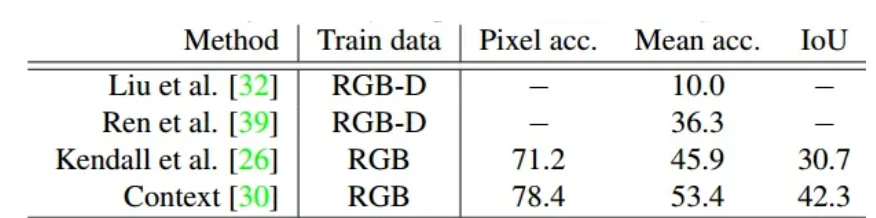 Method Train data Pixel acc. Mean acc. IoU
Liu et al. [32] RGB-D – 10.0 –
Ren et al. [39] RGB-D – 36.3 –
Kendall et al. [26] RGB 71.2 45.9 30.7
Context [30] RGB 78.4 53.4 42.3